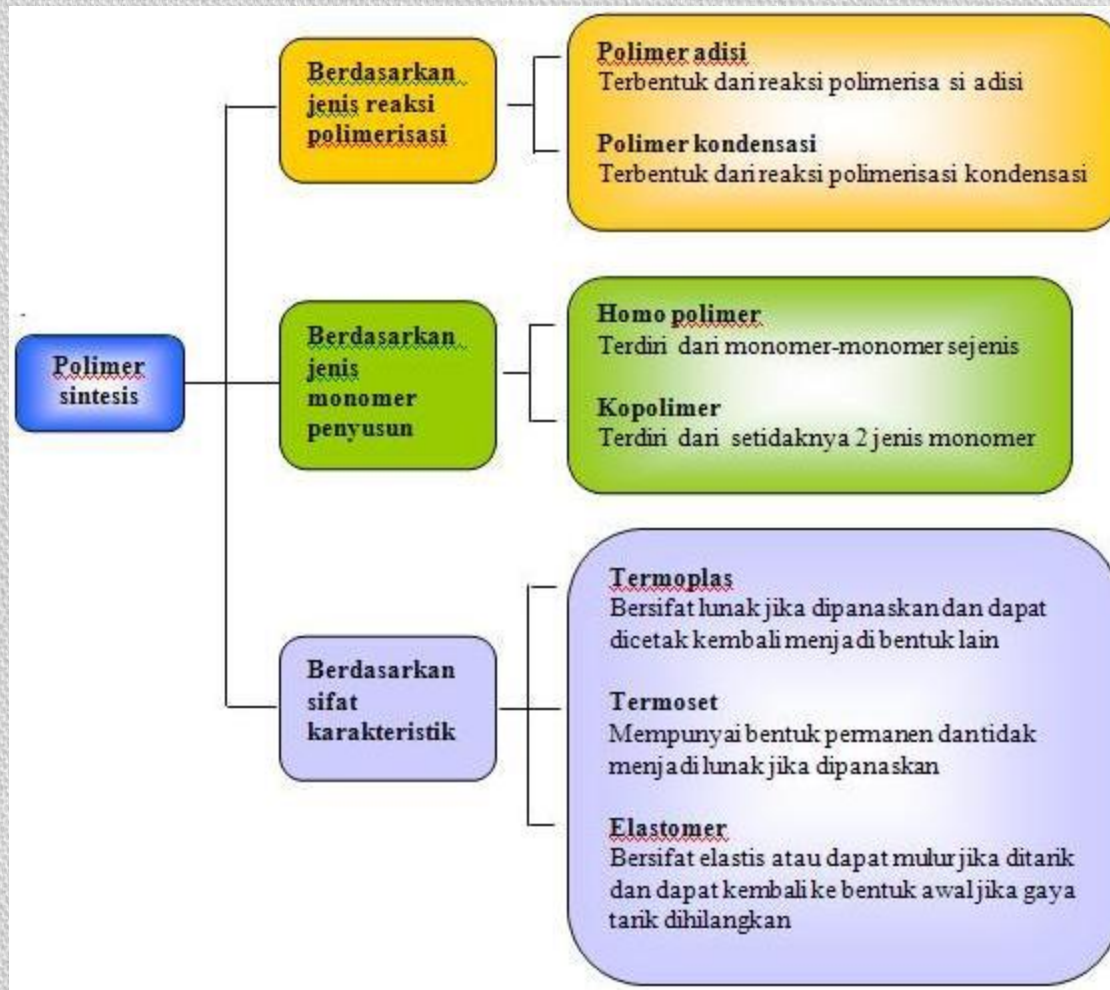 Polimer
sintesis
Berdasarkan
jenis reaksi
polimerisasi
Polimer adisi
Terbentuk dari reaksi polimerisa si adisi
Polimer kondensasi
Terbentuk dari reaksi polimerisasi kondensasi
Berdasarkan
jenis
monomer
penyusun
Homo polimer
Terdiri dari monomer-monomer sejenis
Kopolimer
Terdiri dari setidaknya 2 jenis monomer
Berdasarkan
sifat
karakteristik
Termoplas
Bersifat lunak jika dipanaskan dan dapat
dicetak kembali menjadi bentuk lain
Termoset
Mempunyai bentuk permanen dan tidak
menjadi lunak jika dipanaskan
Elastomer
Bersifat elastis atau dapat mulur jika ditarik
dan dapat kembali ke bentuk awal jika gaya
tarik dihilangkan